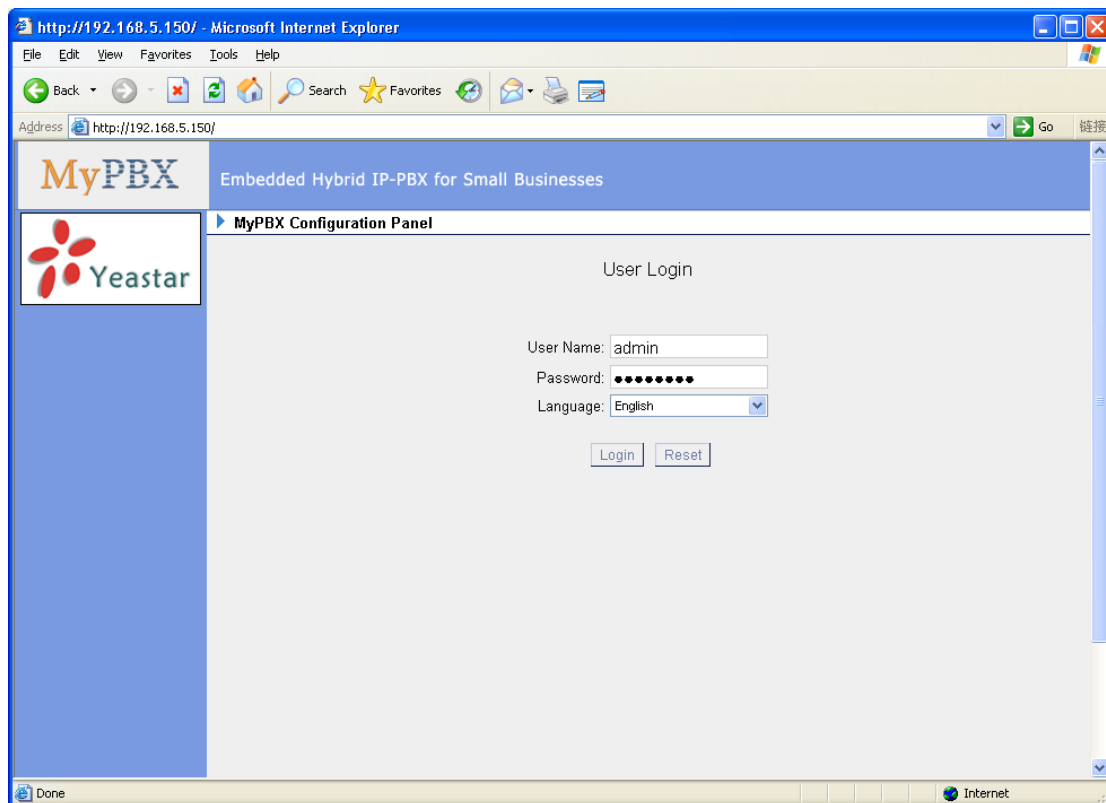 http://192.168.5.150/ - Microsoft Internet Explorer
File Edit View Favorites Tools Help
Back Search Favorites
Address http://192.168.5.150/ Go 链接
MyPBX Embedded Hybrid IP-PBX for Small Businesses
Yeastar
MyPBX Configuration Panel
User Login
User Name: admin
Password: ●●●●●●●●
Language: English
Login Reset
Done Internet